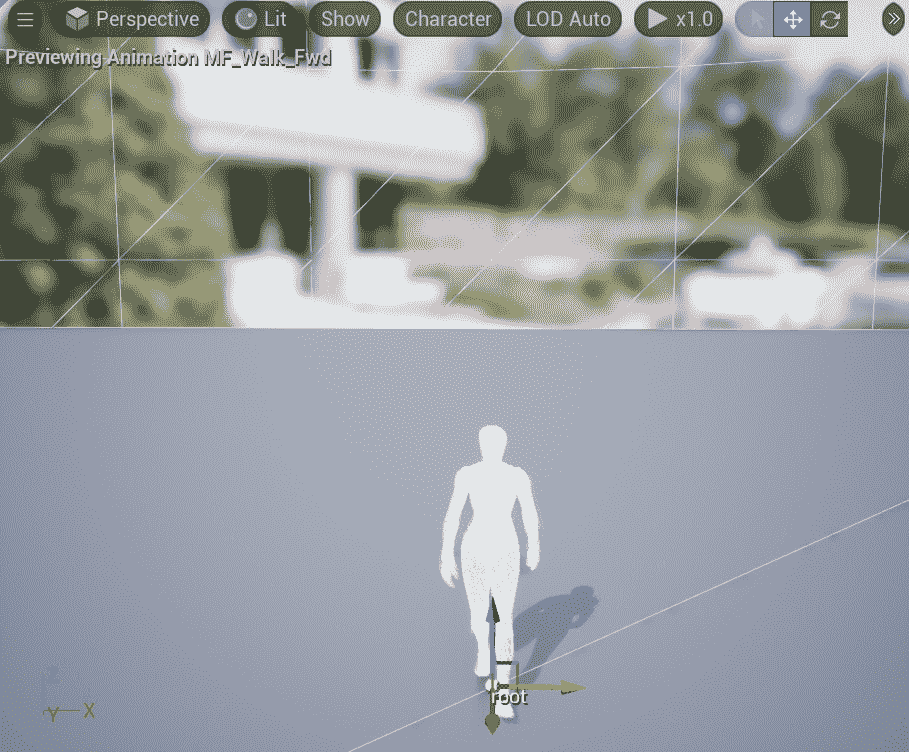 Perspective Lit Show Character LOD Auto x1.0
Previewing Animation MF_Walk_Fwd
root
Y X